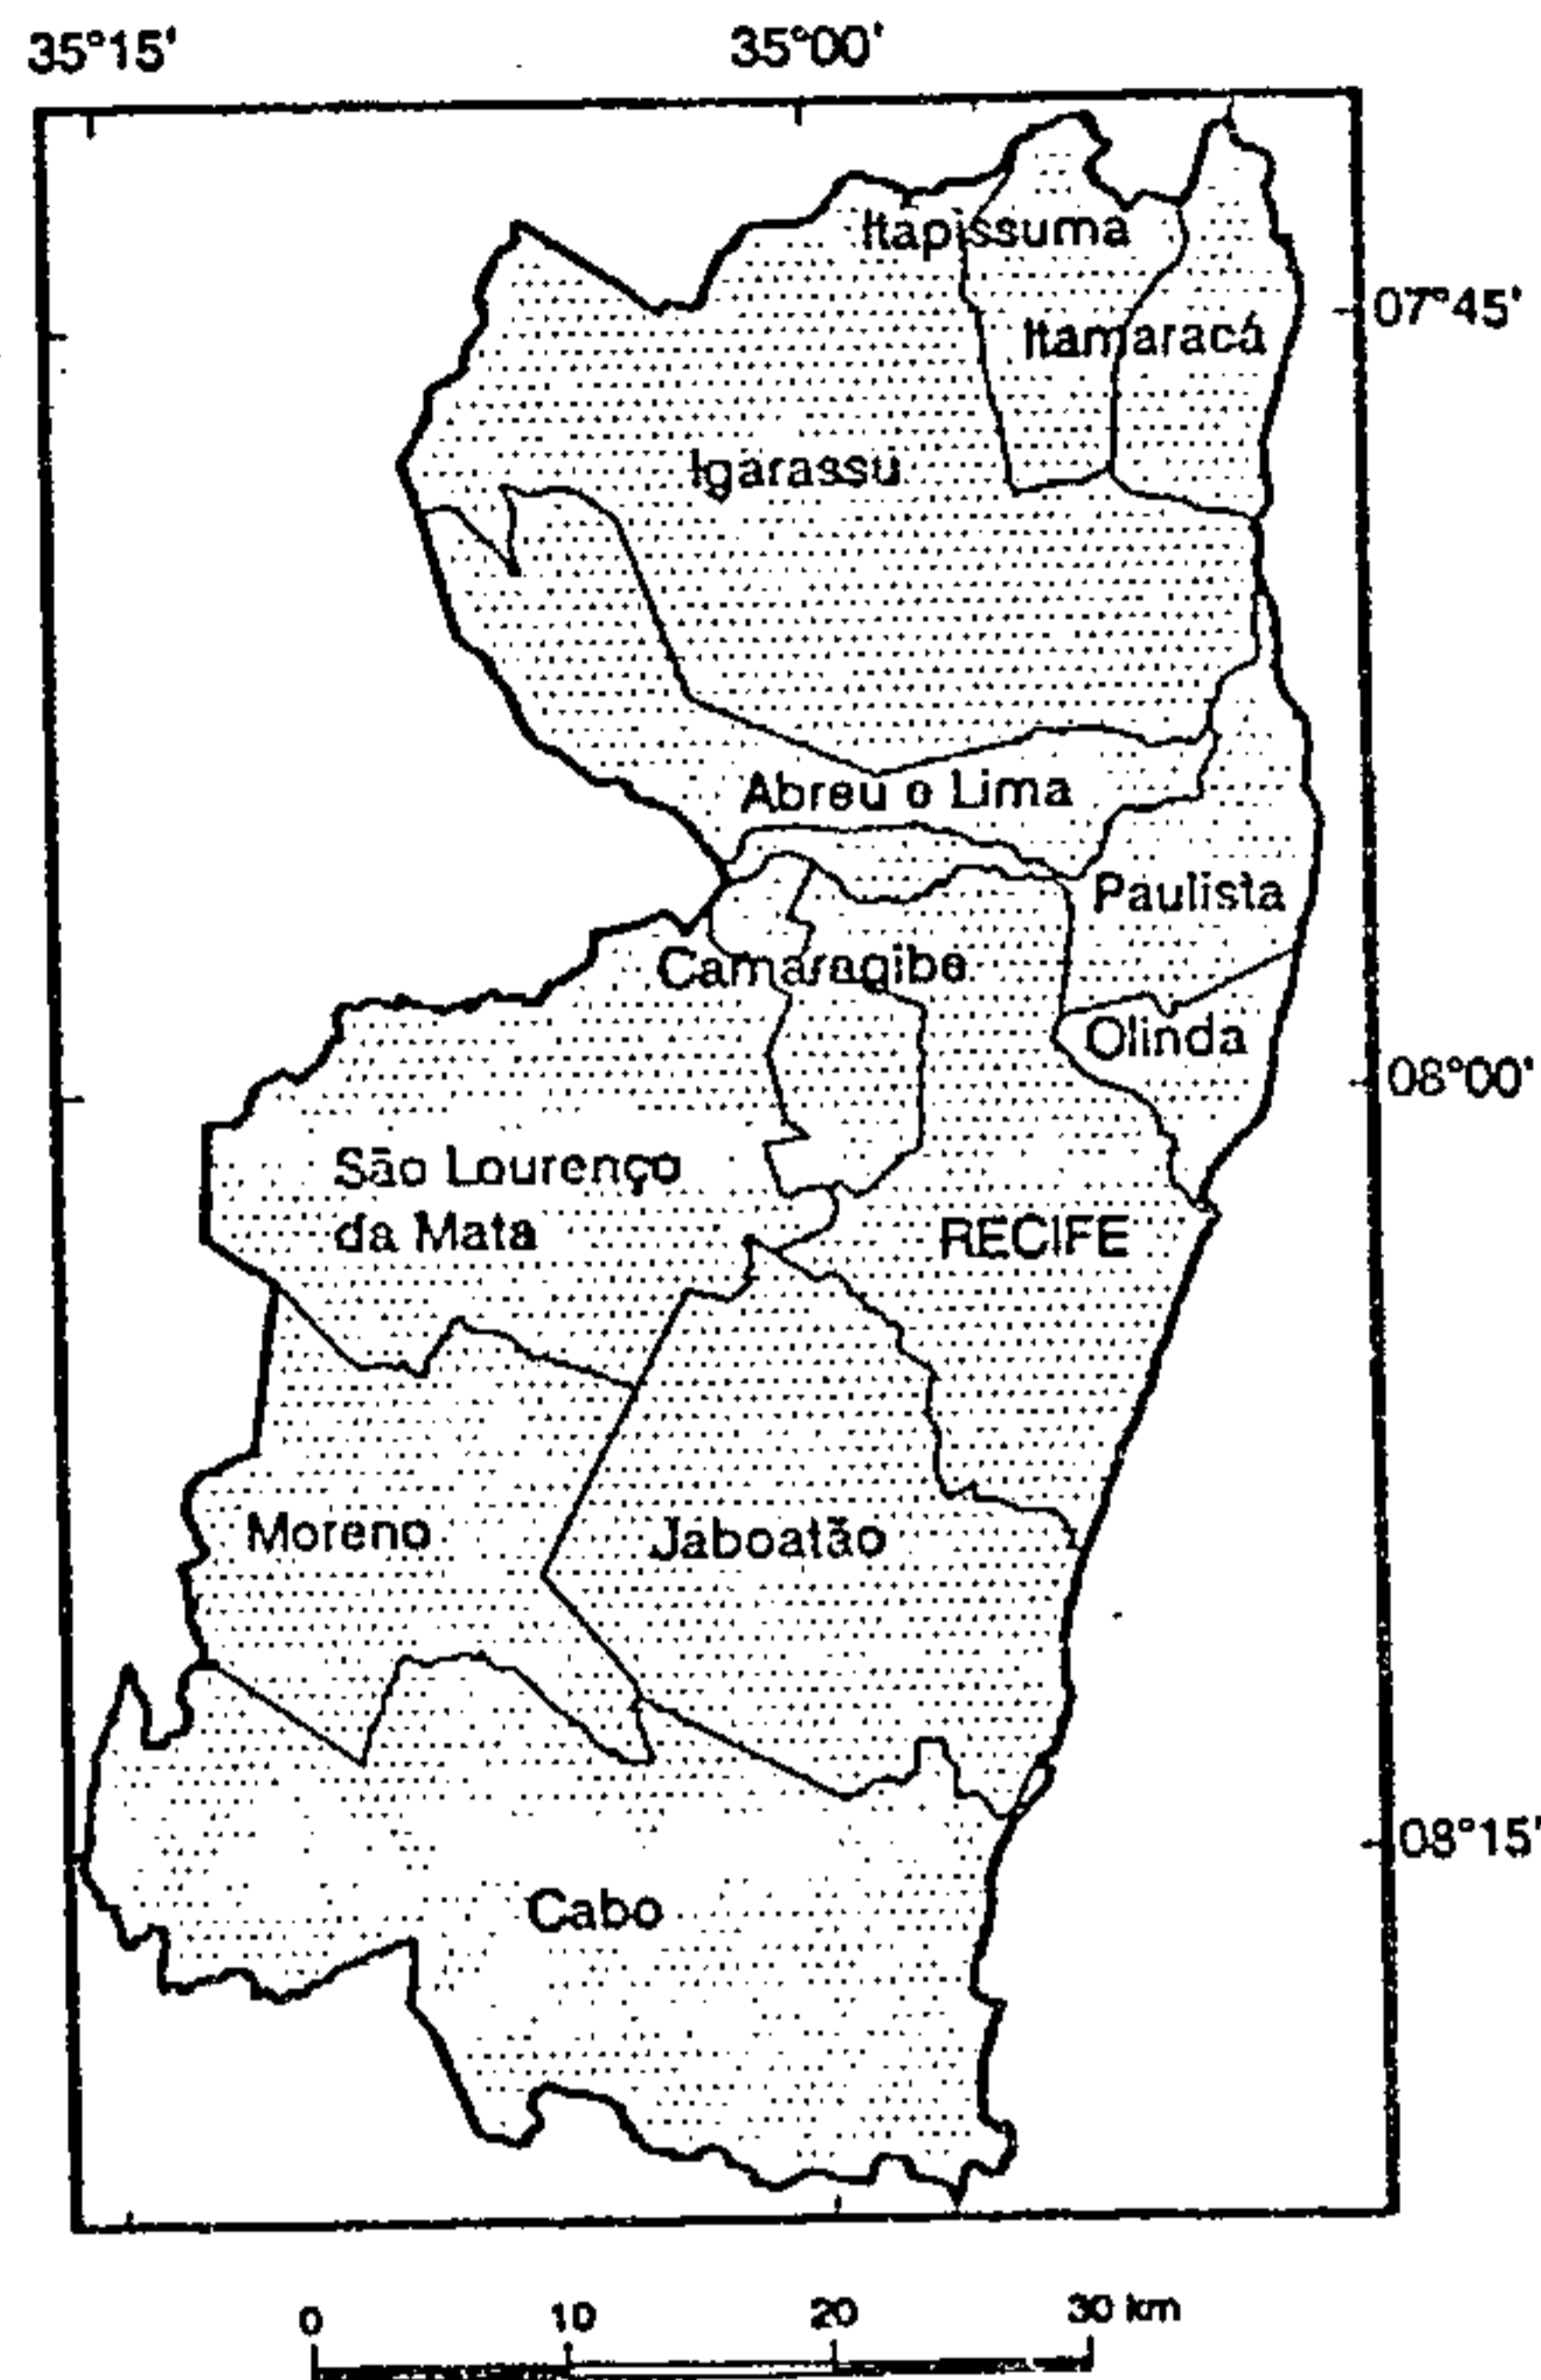 35°15' 35°00'
Itapissuma
07°45'
Itamaracá
Igarassu
Abreu o Lima
Paulista
Camaragibe
Olinda
08°00'
São Lourenço
da Mata
RECIFE
Moreno
Jaboatão
08°15'
Cabo
0 10 20 30 km